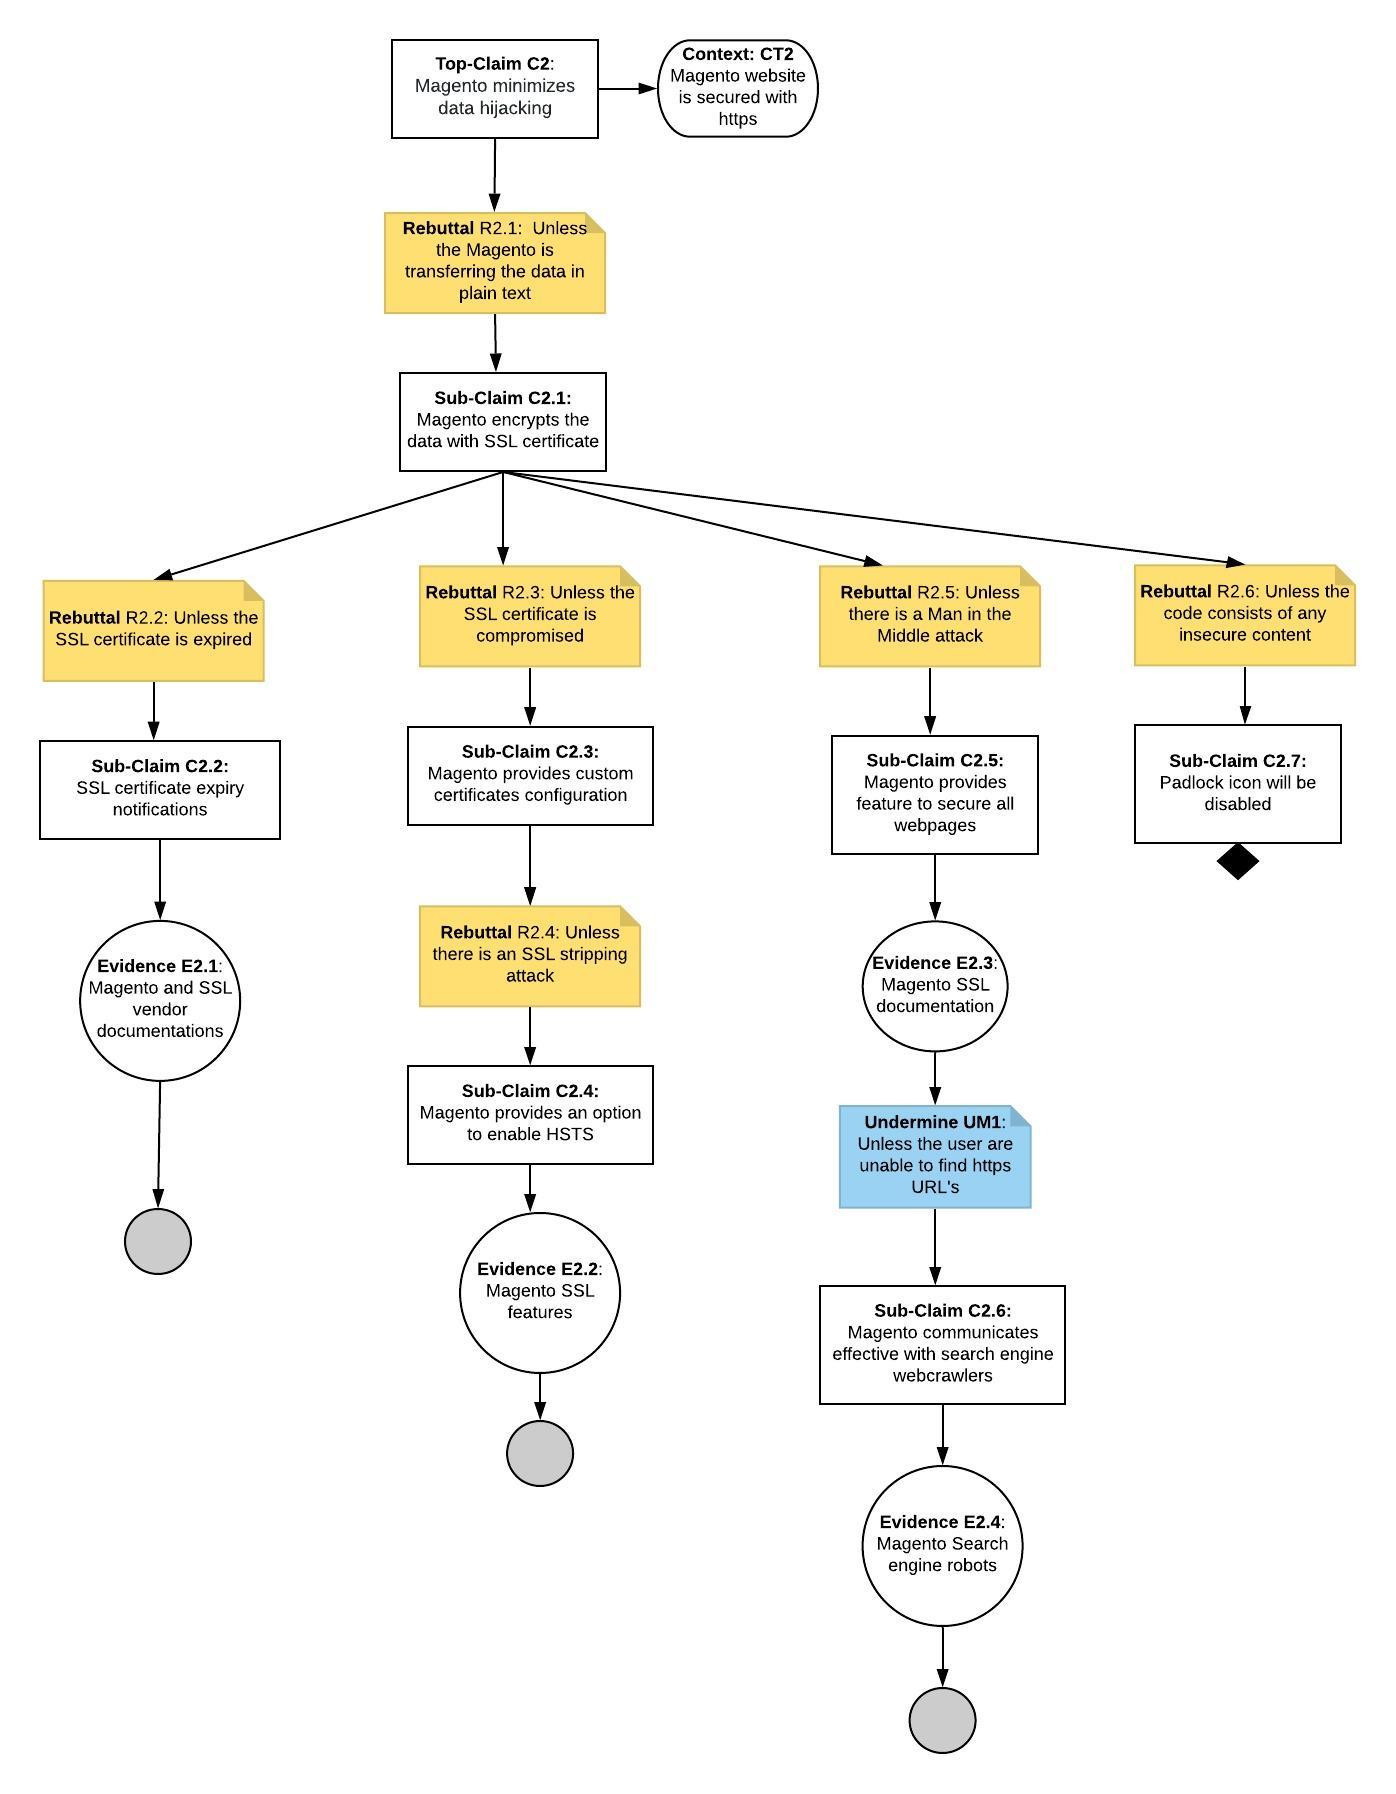 Top-Claim C2:
Magento minimizes
data hijacking
Context: CT2
Magento website
is secured with
https
Rebuttal R2.1:  Unless
the Magento is
transferring the data in
plain text
Sub-Claim C2.1:
Magento encrypts the
data with SSL certificate
Rebuttal R2.2: Unless the
SSL certificate is expired
Rebuttal R2.3: Unless the
SSL certificate is
compromised
Rebuttal R2.5: Unless
there is a Man in the
Middle attack
Rebuttal R2.6: Unless the
code consists of any
insecure content
Sub-Claim C2.2:
SSL certificate expiry
notifications
Sub-Claim C2.3:
Magento provides custom
certificates configuration
Sub-Claim C2.5:
Magento provides
feature to secure all
webpages
Sub-Claim C2.7:
Padlock icon will be
disabled
Evidence E2.1:
Magento and SSL
vendor
documentations
Rebuttal R2.4: Unless
there is an SSL stripping
attack
Evidence E2.3:
Magento SSL
documentation
Sub-Claim C2.4:
Magento provides an option
to enable HSTS
Undermine UM1:
Unless the user are
unable to find https
URL's
Evidence E2.2:
Magento SSL
features
Sub-Claim C2.6:
Magento communicates
effective with search engine
webcrawlers
Evidence E2.4:
Magento Search
engine robots